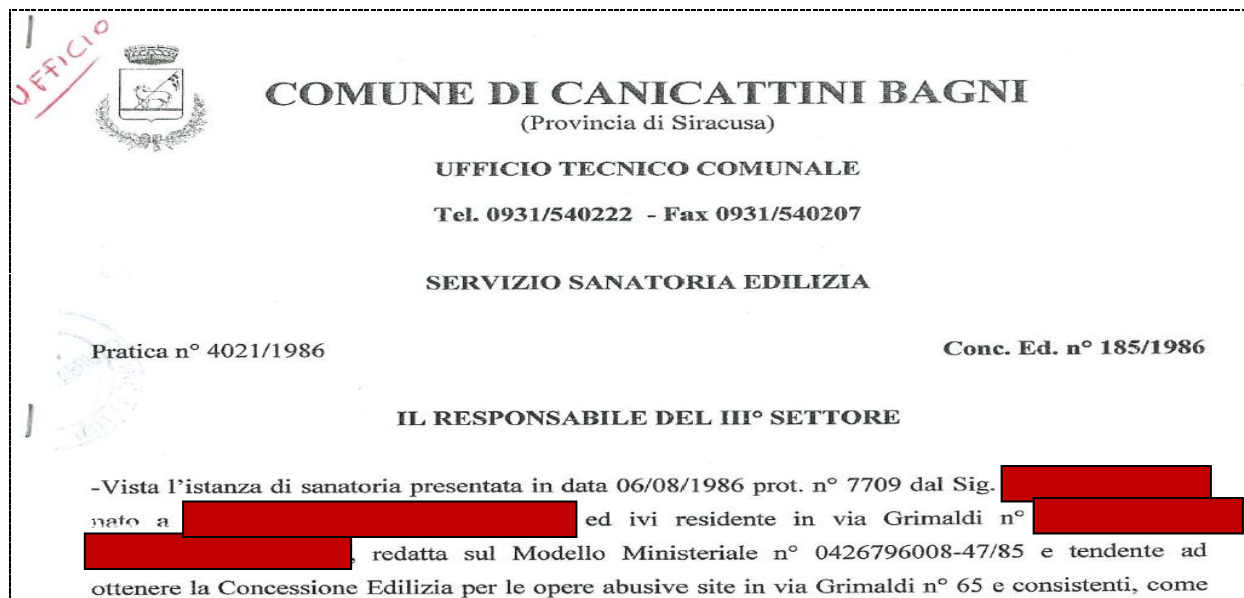 UFFICIO
COMUNE DI CANICATTINI BAGNI
(Provincia di Siracusa)
UFFICIO TECNICO COMUNALE
Tel. 0931/540222 - Fax 0931/540207
SERVIZIO SANATORIA EDILIZIA
Pratica n° 4021/1986 Conc. Ed. n° 185/1986
IL RESPONSABILE DEL III° SETTORE
-Vista l'istanza di sanatoria presentata in data 06/08/1986 prot. n° 7709 dal Sig.
nato a ed ivi residente in via Grimaldi n°
, redatta sul Modello Ministeriale n° 0426796008-47/85 e tendente ad
ottenere la Concessione Edilizia per le opere abusive site in via Grimaldi n° 65 e consistenti, come